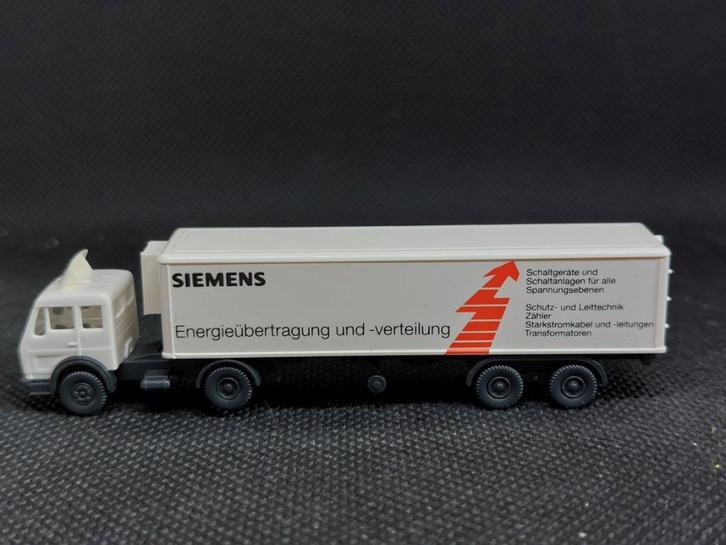 SIEMENS
Energieübertragung und -verteilung
Schaltgeräte und
Schaltanlagen für alle
Spannungsebenen
Schutz- und Leittechnik
Zähler
Starkstromkabel und -leitungen
Transformatoren